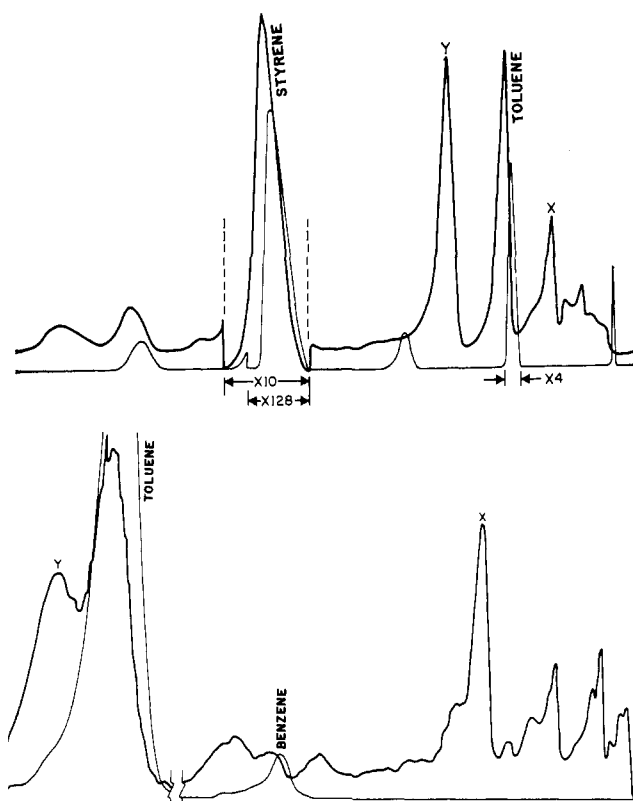 STYRENE
Y
TOLUENE
X
X10
X128
X4
Y
TOLUENE
BENZENE
X